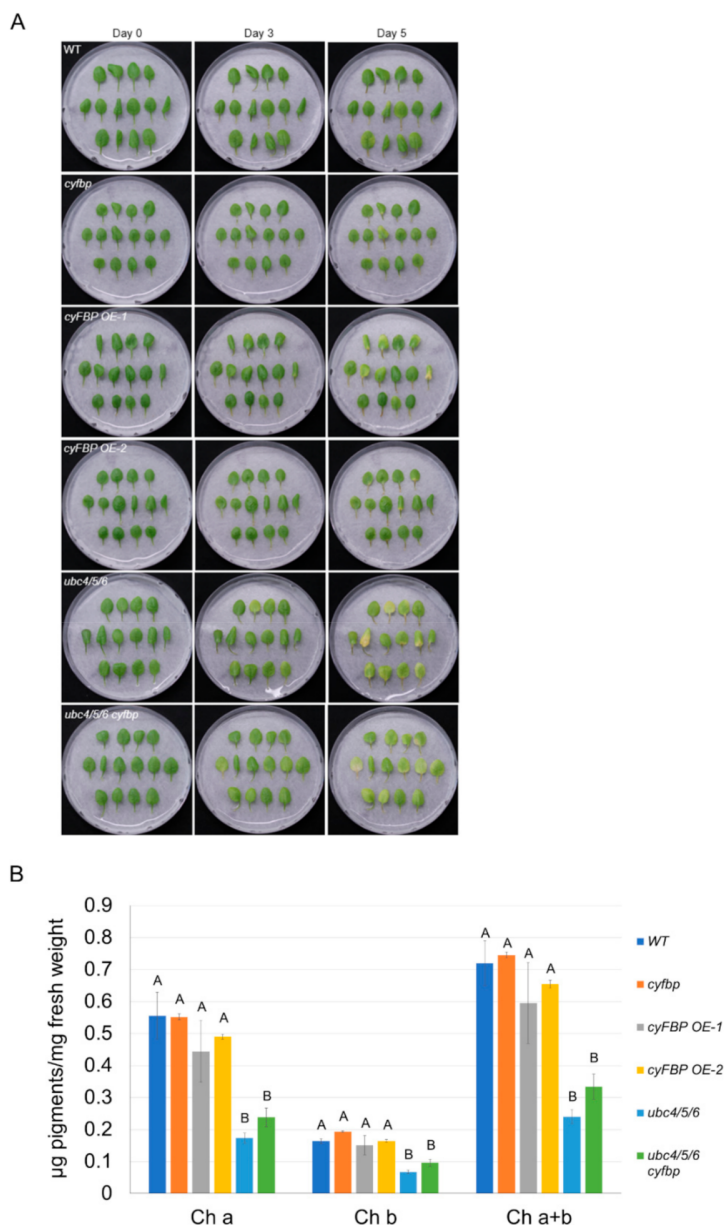 A
Day 0 Day 3 Day 5
WT
cyfbp
cyFBP OE-1
cyFBP OE-2
ubc4/5/6
ubc4/5/6 cyfbp
B
µg pigments/mg fresh weight
0.9
0.8
0.7
0.6
0.5
0.4
0.3
0.2
0.1
0
A A A A B B
A A A A B B
A A A A B B
Ch a Ch b Ch a+b
WT
cyfbp
cyFBP OE-1
cyFBP OE-2
ubc4/5/6
ubc4/5/6
cyfbp